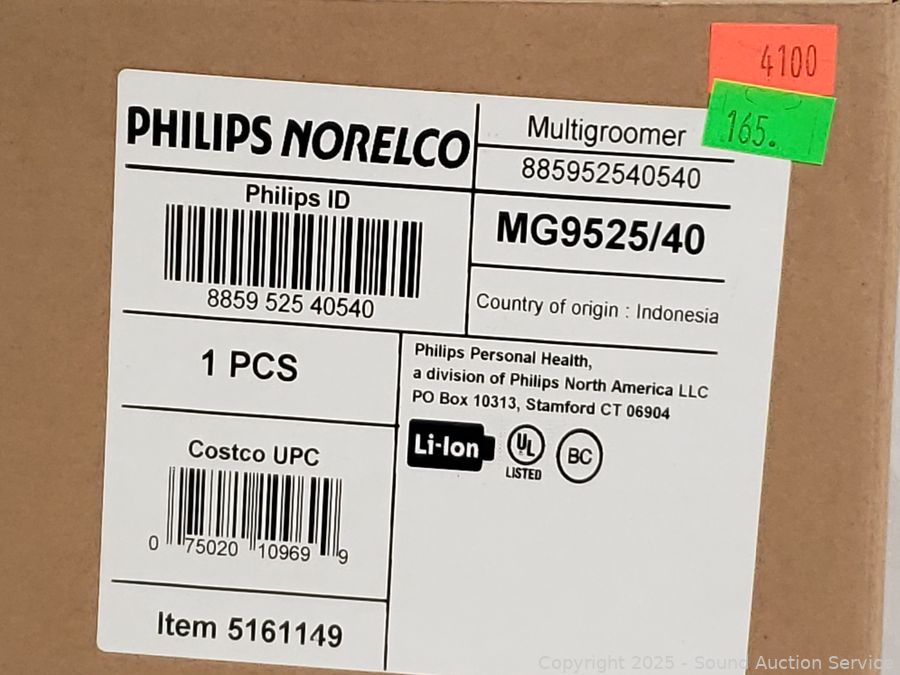 4100
165.
PHILIPS NORELCO
Multigroomer
885952540540
Philips ID
8859 525 40540
MG9525/40
Country of origin : Indonesia
1 PCS
Philips Personal Health,
a division of Philips North America LLC
PO Box 10313, Stamford CT 06904
Li-Ion
UL
LISTED
BC
Costco UPC
0 75020 10969 9
Item 5161149
Copyright 2025 - Sound Auction Service